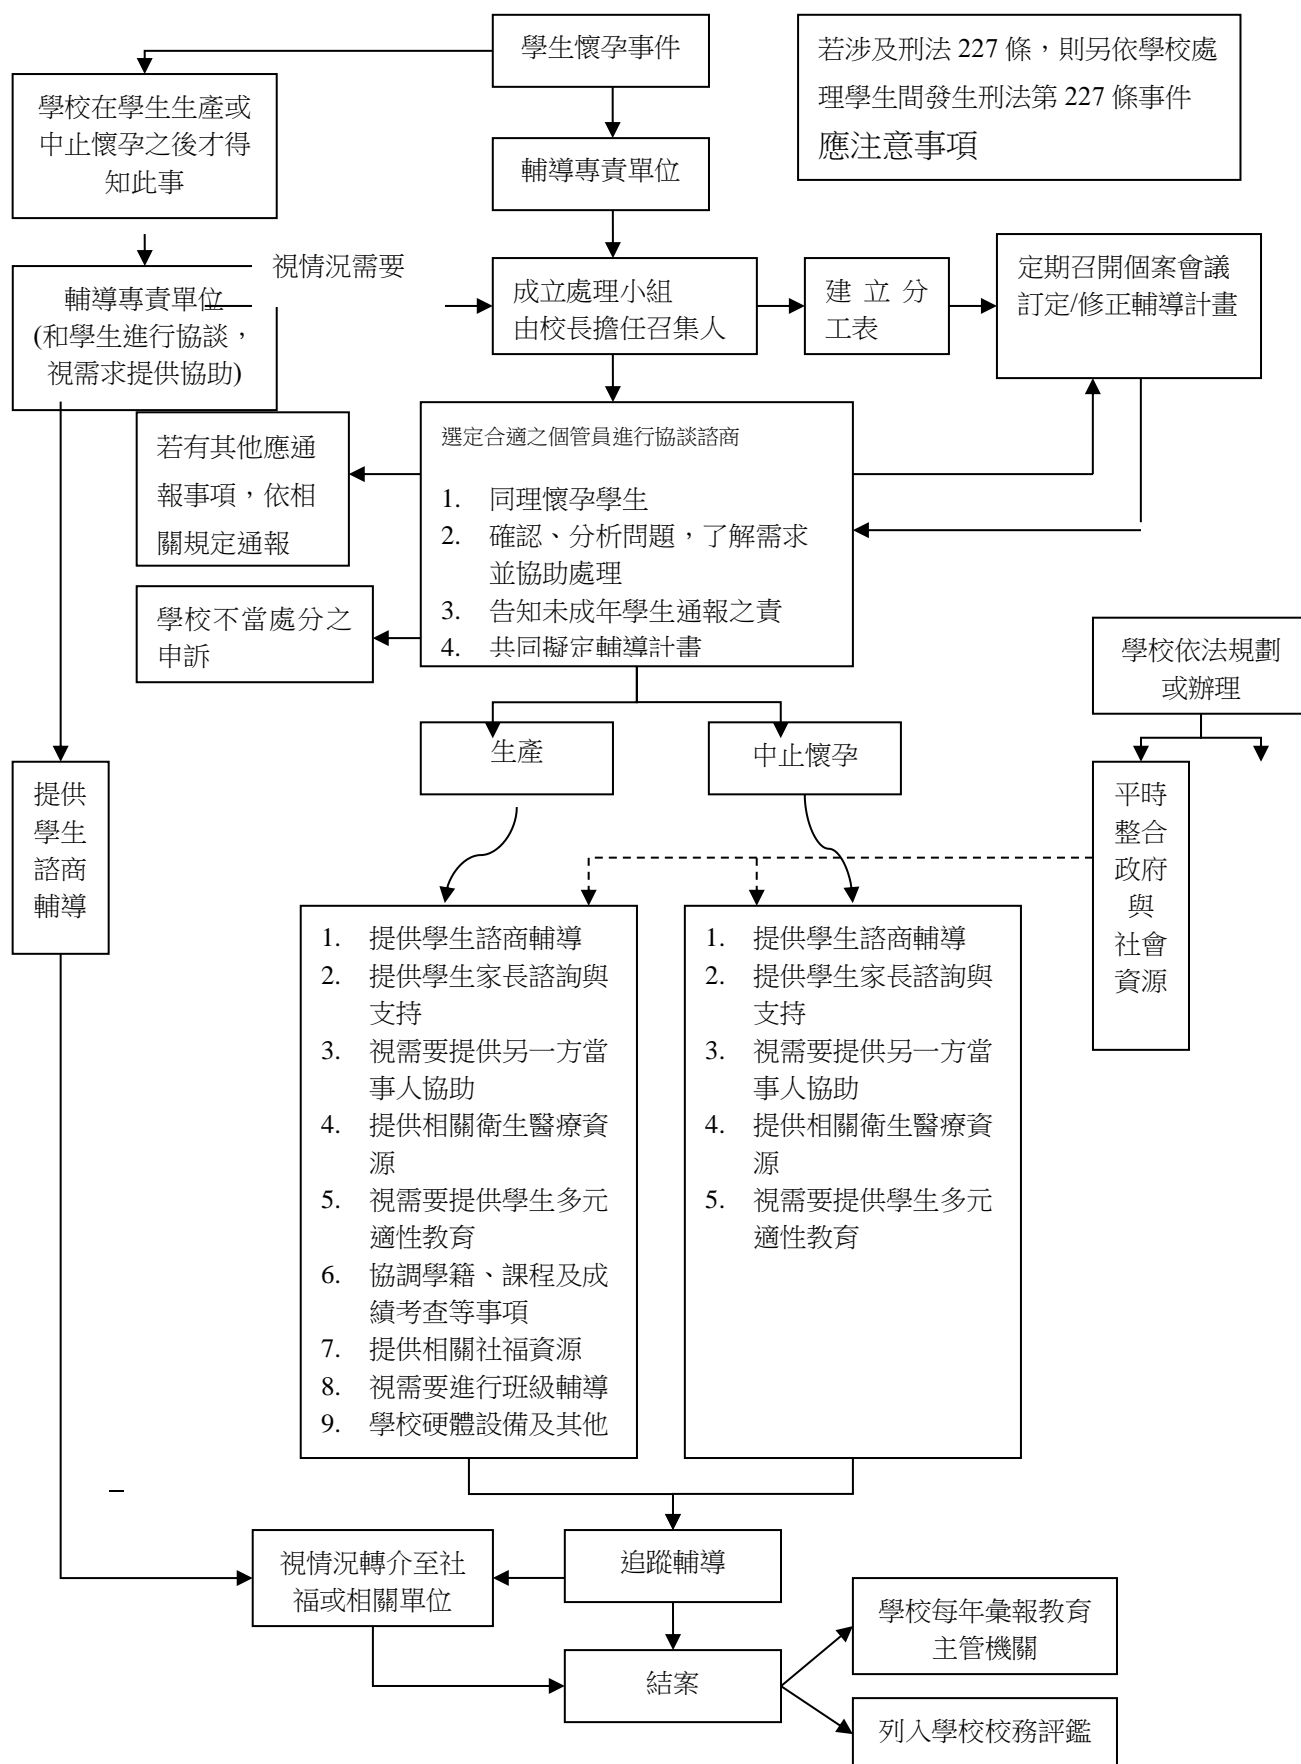 學生懷孕事件
若涉及刑法 227 條，則另依學校處
理學生間發生刑法第 227 條事件
應注意事項
學校在學生生產或
中止懷孕之後才得
知此事
輔導專責單位
視情況需要
輔導專責單位
(和學生進行協談，
視需求提供協助)
成立處理小組
由校長擔任召集人
建立分
工表
定期召開個案會議
訂定/修正輔導計畫
若有其他應通
報事項，依相
關規定通報
選定合適之個管員進行協談諮商
1. 同理懷孕學生
2. 確認、分析問題，了解需求
並協助處理
3. 告知未成年學生通報之責
4. 共同擬定輔導計畫
學校不當處分之
申訴
學校依法規劃
或辦理
生產
中止懷孕
提供
學生
諮商
輔導
平時
整合
政府
與
社會
資源
1. 提供學生諮商輔導
2. 提供學生家長諮詢與
支持
3. 視需要提供另一方當
事人協助
4. 提供相關衛生醫療資
源
5. 視需要提供學生多元
適性教育
6. 協調學籍、課程及成
績考查等事項
7. 提供相關社福資源
8. 視需要進行班級輔導
9. 學校硬體設備及其他
1. 提供學生諮商輔導
2. 提供學生家長諮詢與
支持
3. 視需要提供另一方當
事人協助
4. 提供相關衛生醫療資
源
5. 視需要提供學生多元
適性教育
視情況轉介至社
福或相關單位
追蹤輔導
結案
學校每年彙報教育
主管機關
列入學校校務評鑑